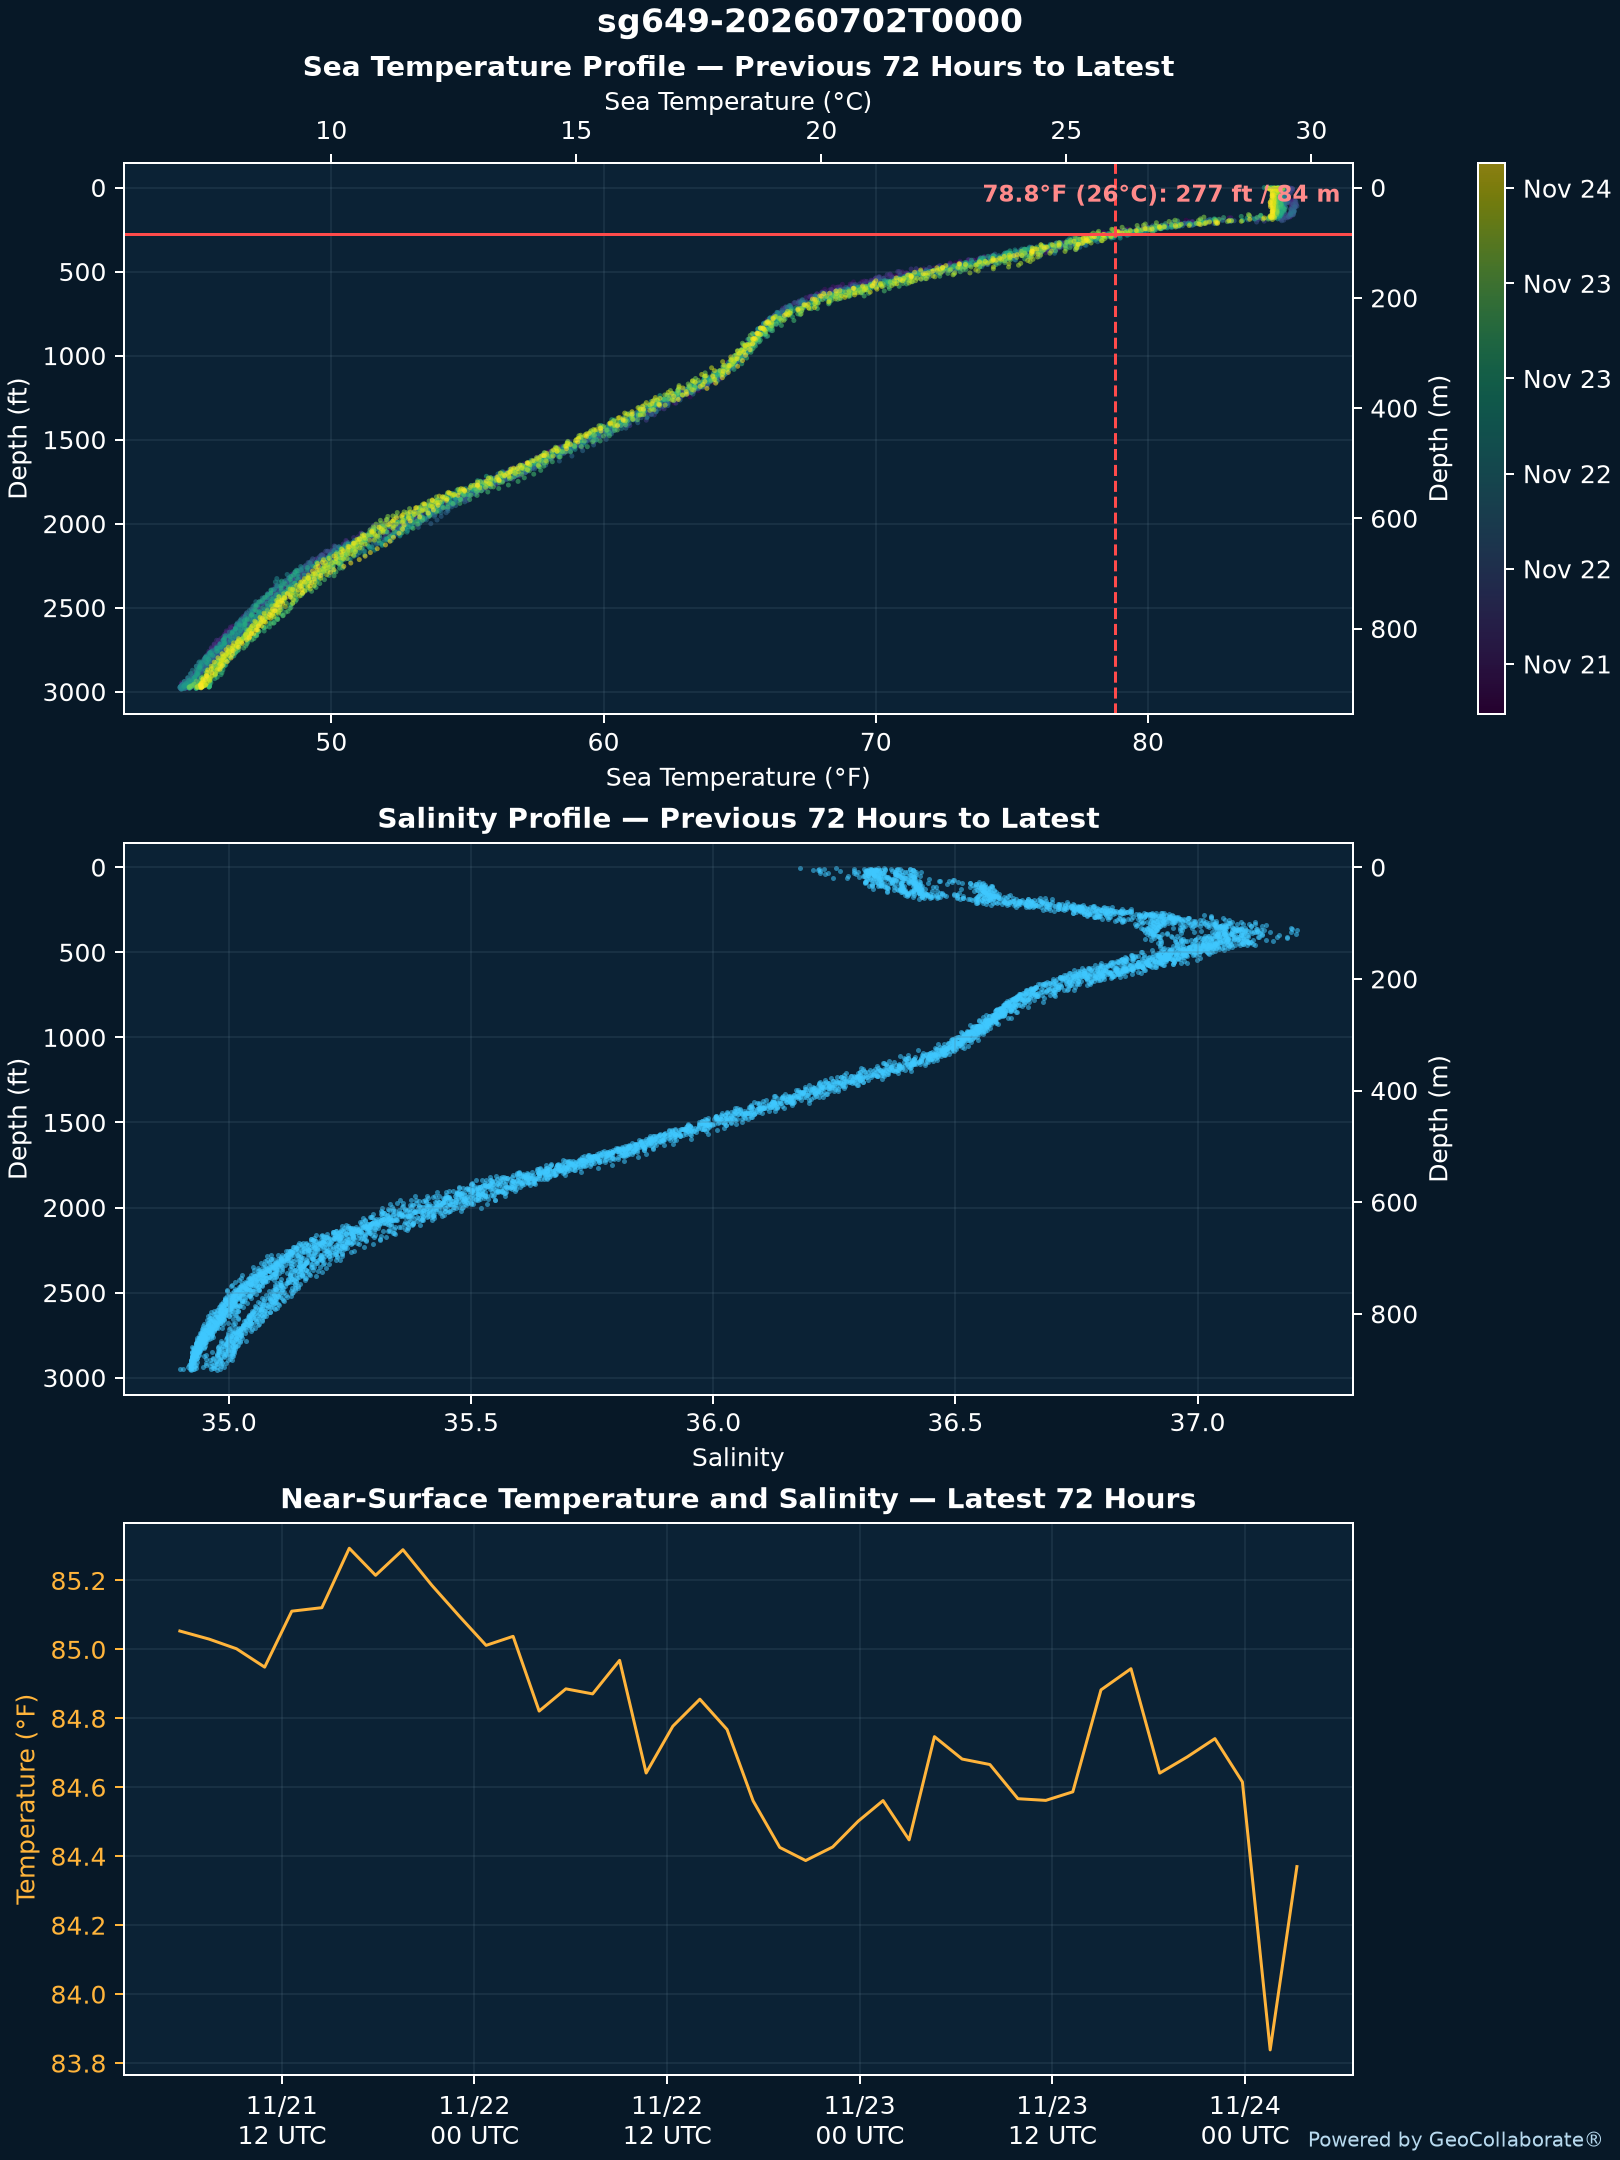 sg649-20260702T0000
Sea Temperature Profile — Previous 72 Hours to Latest
Sea Temperature (°C)
10 15 20 25 30
78.8°F (26°C): 277 ft / 84 m
0
500
1000
1500
2000
2500
3000
Depth (ft)
0
200
400
600
800
Depth (m)
Nov 24
Nov 23
Nov 23
Nov 22
Nov 22
Nov 21
50 60 70 80
Sea Temperature (°F)
Salinity Profile — Previous 72 Hours to Latest
0
500
1000
1500
2000
2500
3000
Depth (ft)
0
200
400
600
800
Depth (m)
35.0 35.5 36.0 36.5 37.0
Salinity
Near-Surface Temperature and Salinity — Latest 72 Hours
85.2
85.0
84.8
84.6
84.4
84.2
84.0
83.8
Temperature (°F)
11/21 11/22 11/22 11/23 11/23 11/24
12 UTC 00 UTC 12 UTC 00 UTC 12 UTC 00 UTC
Powered by GeoCollaborate®